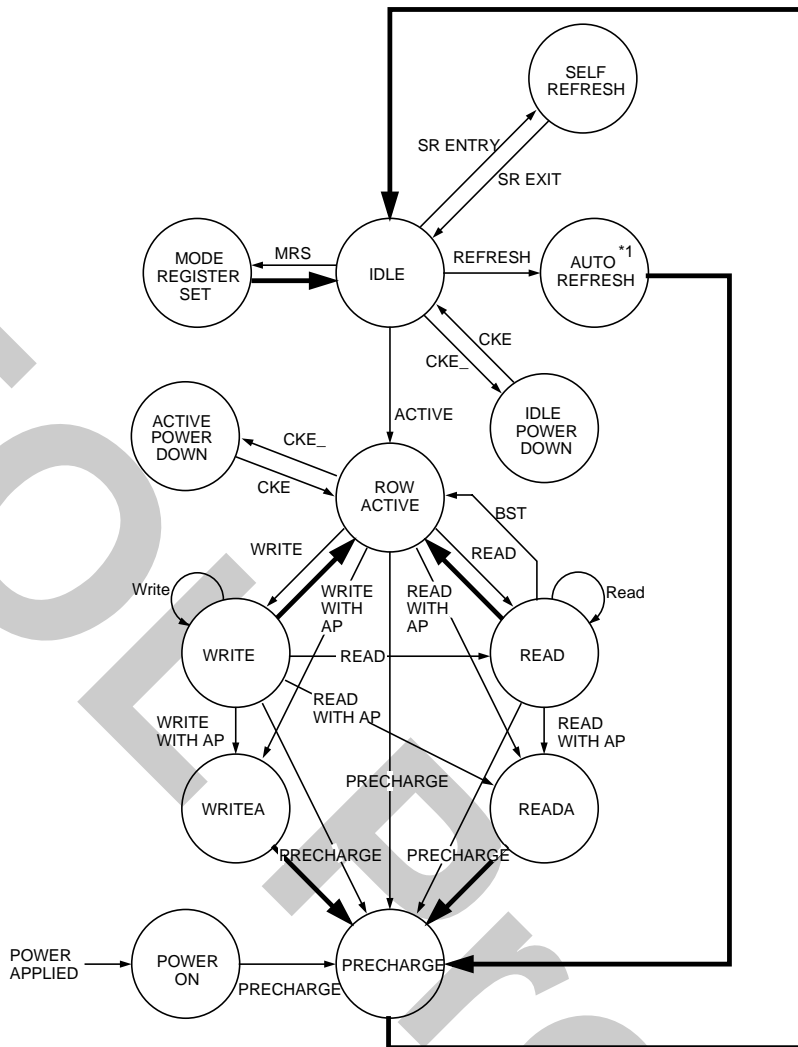 SELF
REFRESH
SR ENTRY
SR EXIT
MODE
REGISTER
SET
MRS
IDLE
REFRESH
AUTO *1
REFRESH
CKE
CKE_
ACTIVE
POWER
DOWN
CKE_
CKE
ACTIVE
IDLE
POWER
DOWN
ROW
ACTIVE
BST
WRITE
READ
Write
WRITE
WITH
AP
READ
WITH
AP
Read
WRITE
READ
READ
WRITE
WITH AP
READ
WITH AP
READ
WITH AP
PRECHARGE
WRITEA
READA
PRECHARGE
PRECHARGE
POWER
APPLIED
POWER
ON
PRECHARGE
PRECHARGE
EOL Pro